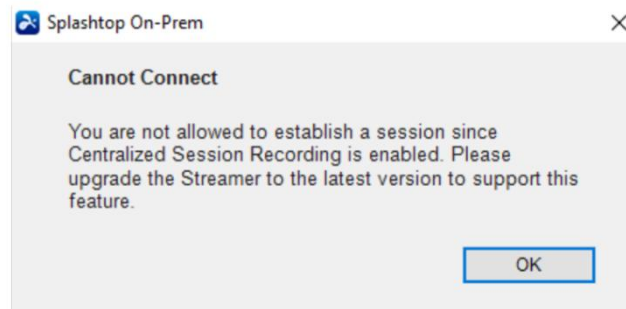 Splashtop On-Prem
Cannot Connect
You are not allowed to establish a session since
Centralized Session Recording is enabled. Please
upgrade the Streamer to the latest version to support this
feature.
OK